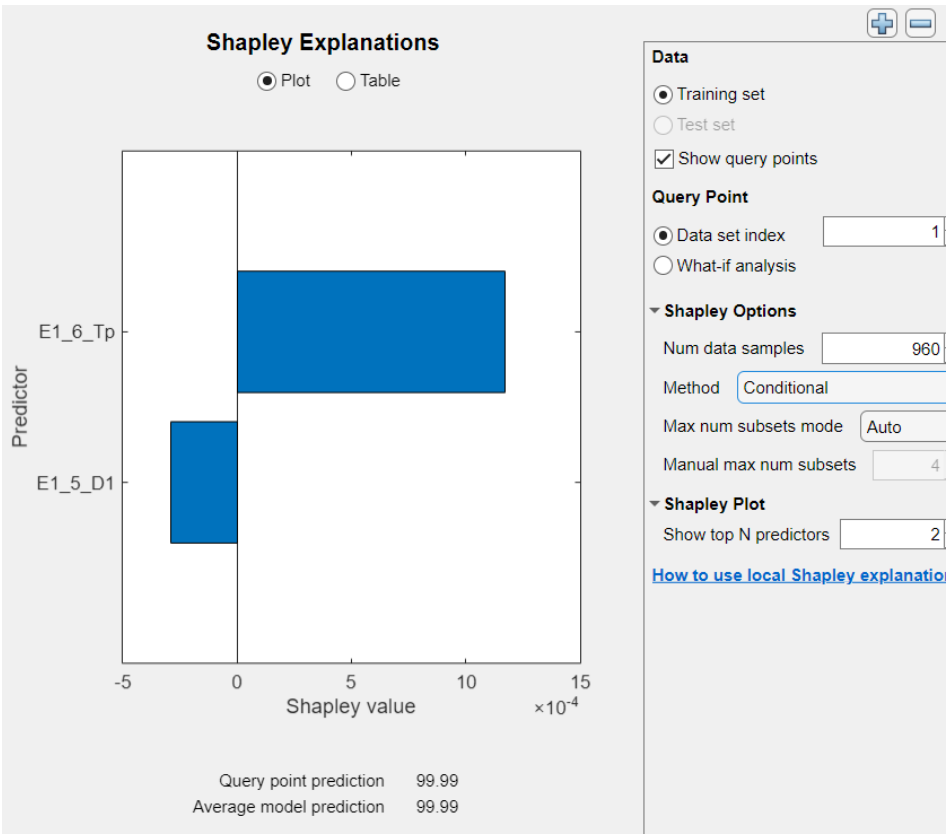 Shapley Explanations
Plot Table
E1_6_Tp
E1_5_D1
Predictor
-5 0 5 10 15
Shapley value ×10-4
Query point prediction 99.99
Average model prediction 99.99
Data
Training set
Test set
Show query points
Query Point
Data set index 1
What-if analysis
Shapley Options
Num data samples 960
Method Conditional
Max num subsets mode Auto
Manual max num subsets 4
Shapley Plot
Show top N predictors 2
How to use local Shapley explanation